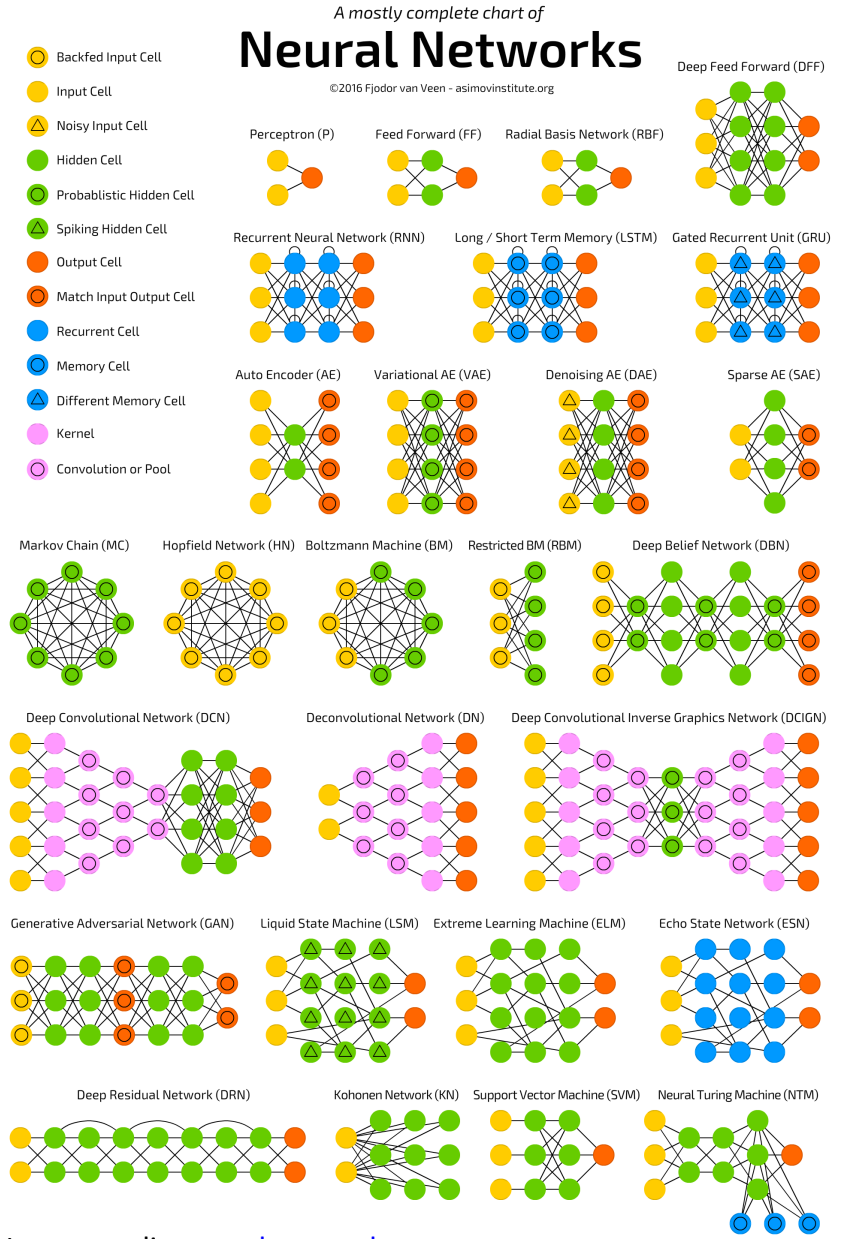 A mostly complete chart of
Neural Networks
©2016 Fjodor van Veen - asimovinstitute.org
Backfed Input Cell
Input Cell
Noisy Input Cell
Hidden Cell
Probablistic Hidden Cell
Spiking Hidden Cell
Output Cell
Match Input Output Cell
Recurrent Cell
Memory Cell
Different Memory Cell
Kernel
Convolution or Pool
Deep Feed Forward (DFF)
Perceptron (P)
Feed Forward (FF)
Radial Basis Network (RBF)
Recurrent Neural Network (RNN)
Long / Short Term Memory (LSTM)
Gated Recurrent Unit (GRU)
Auto Encoder (AE)
Variational AE (VAE)
Denoising AE (DAE)
Sparse AE (SAE)
Markov Chain (MC)
Hopfield Network (HN)
Boltzmann Machine (BM)
Restricted BM (RBM)
Deep Belief Network (DBN)
Deep Convolutional Network (DCN)
Deconvolutional Network (DN)
Deep Convolutional Inverse Graphics Network (DCIGN)
Generative Adversarial Network (GAN)
Liquid State Machine (LSM)
Extreme Learning Machine (ELM)
Echo State Network (ESN)
Deep Residual Network (DRN)
Kohonen Network (KN)
Support Vector Machine (SVM)
Neural Turing Machine (NTM)